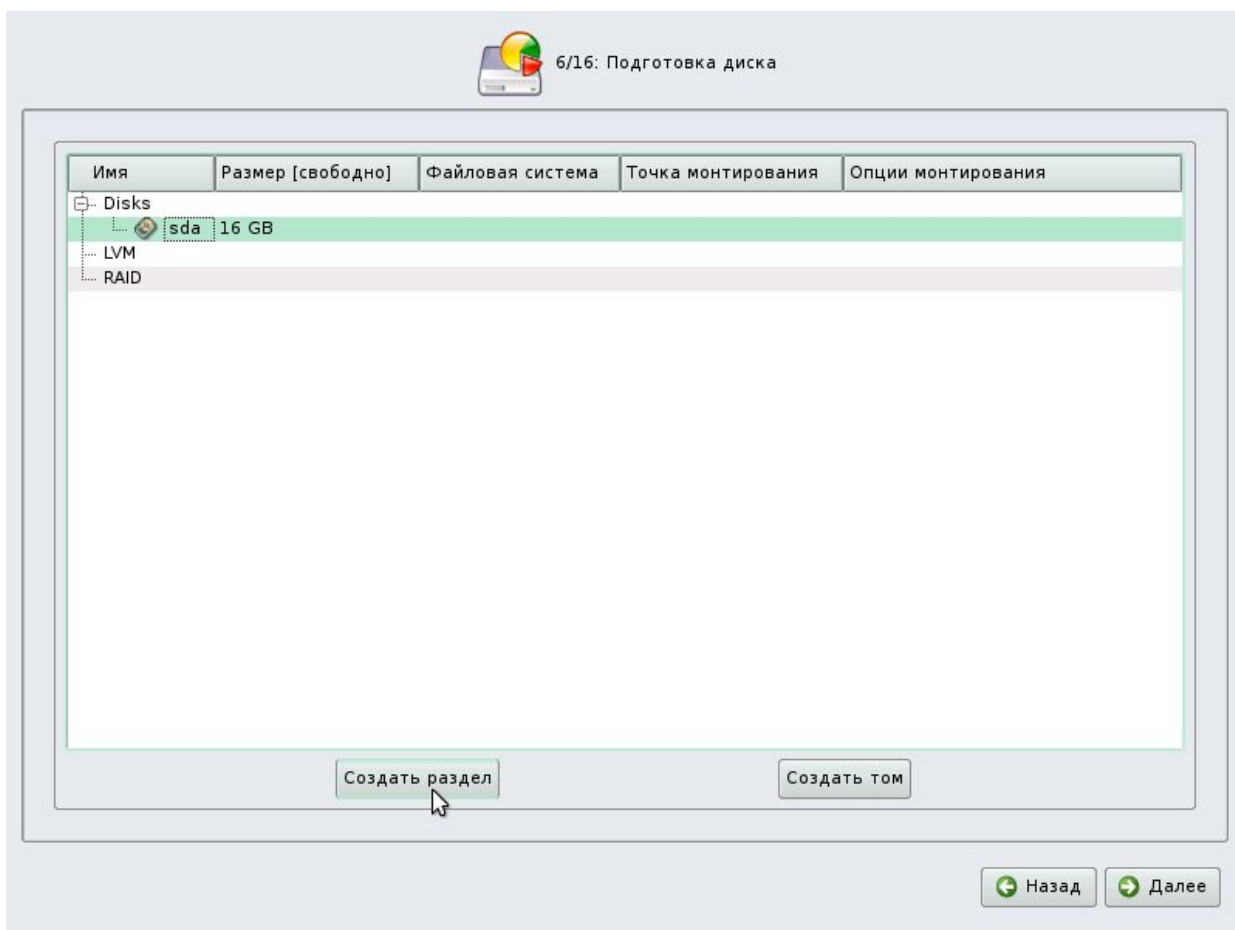 6/16: Подготовка диска
Имя Размер [свободно] Файловая система Точка монтирования Опции монтирования
Disks
sda 16 GB
LVM
RAID
Создать раздел Создать том
Назад Далее